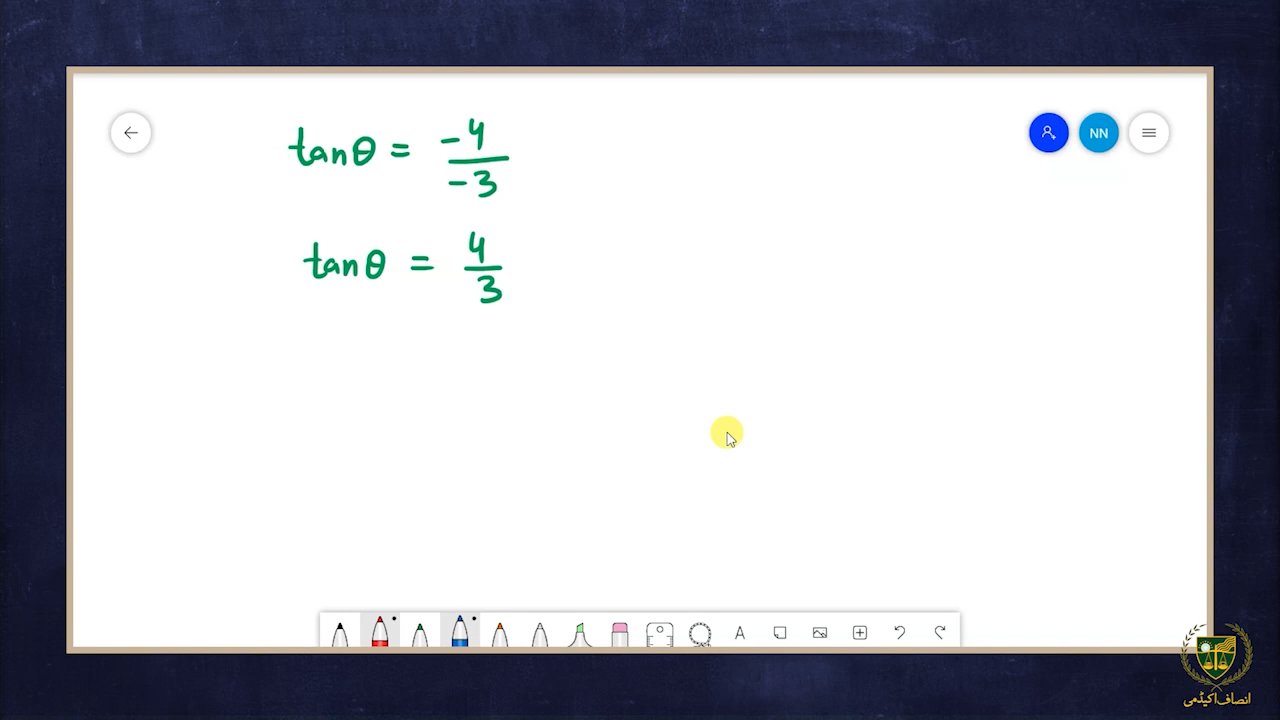 tanθ = -4/-3
NN
tanθ = 4/3
A
انصاف اکیڈمی